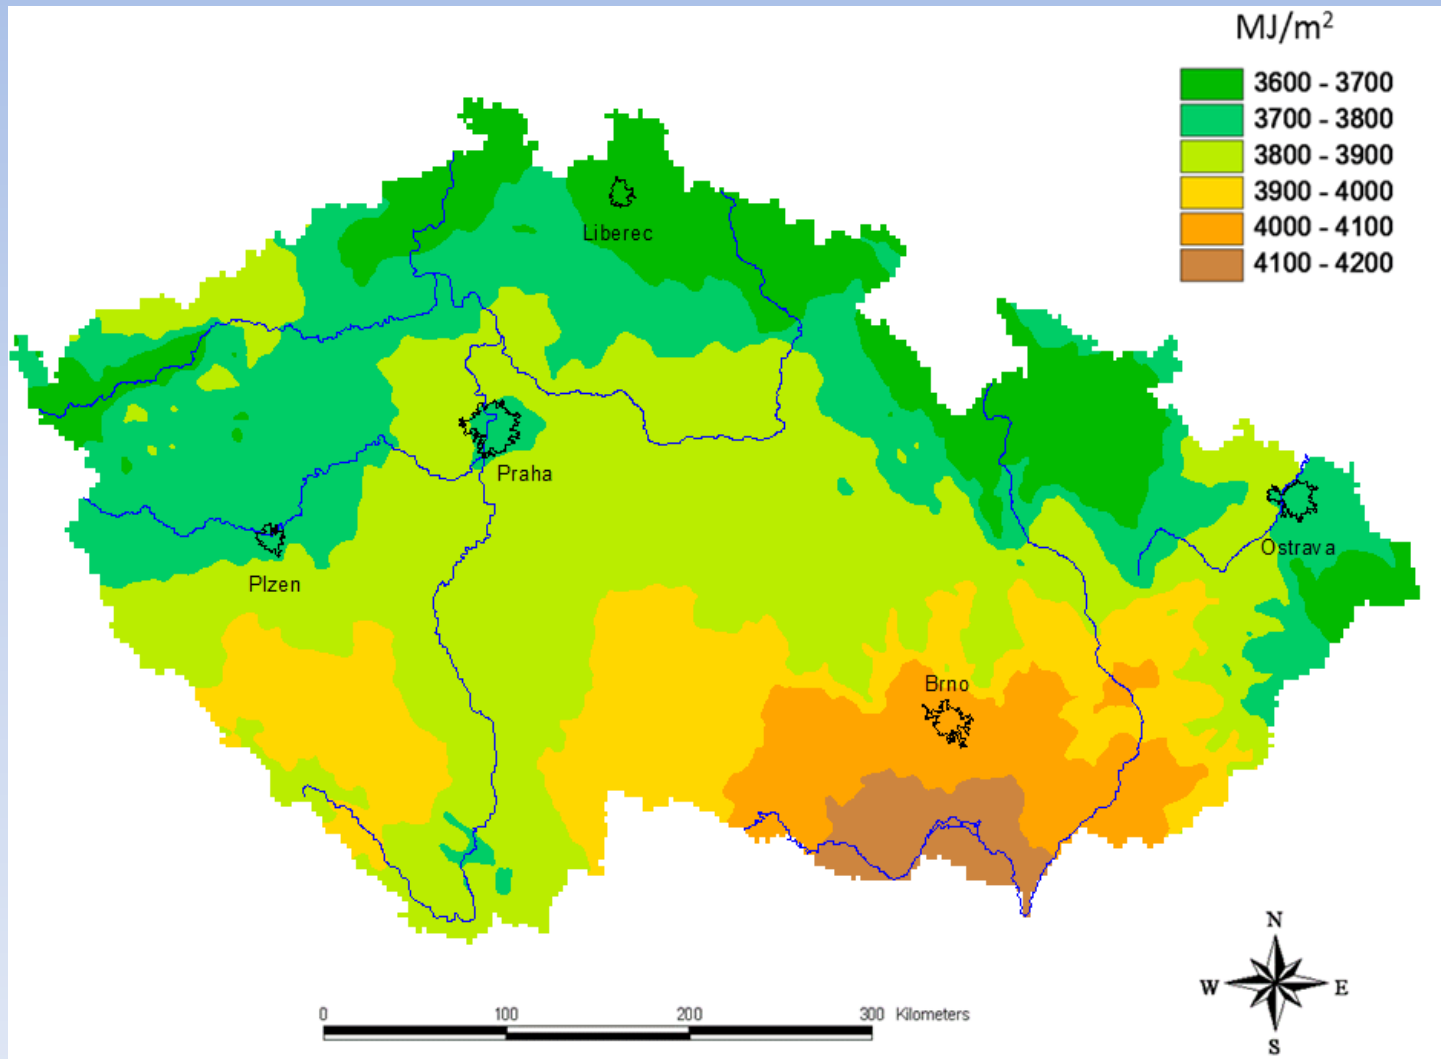 MJ/m²
3600 - 3700
3700 - 3800
3800 - 3900
3900 - 4000
4000 - 4100
4100 - 4200
Liberec
Praha
Ostrava
Plzen
Brno
N
W E
S
0 100 200 300 Kilometers